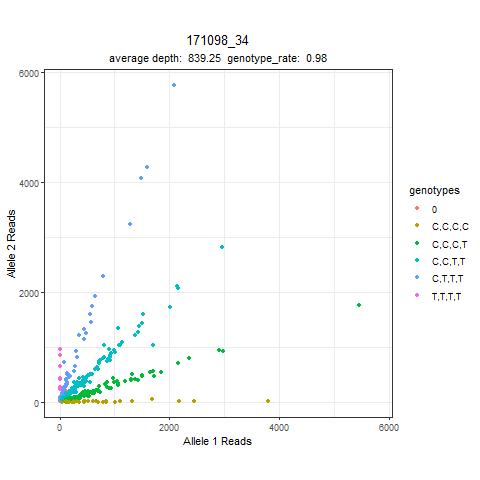 171098_34
average depth: 839.25 genotype_rate: 0.98
6000
4000
2000
0
Allele 2 Reads
0
2000
4000
6000
Allele 1 Reads
genotypes
0
C,C,C,C
C,C,C,T
C,C,T,T
C,T,T,T
T,T,T,T